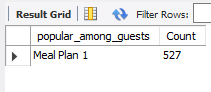 Result Grid Filter Rows:
popular_among_guests Count
Meal Plan 1 527